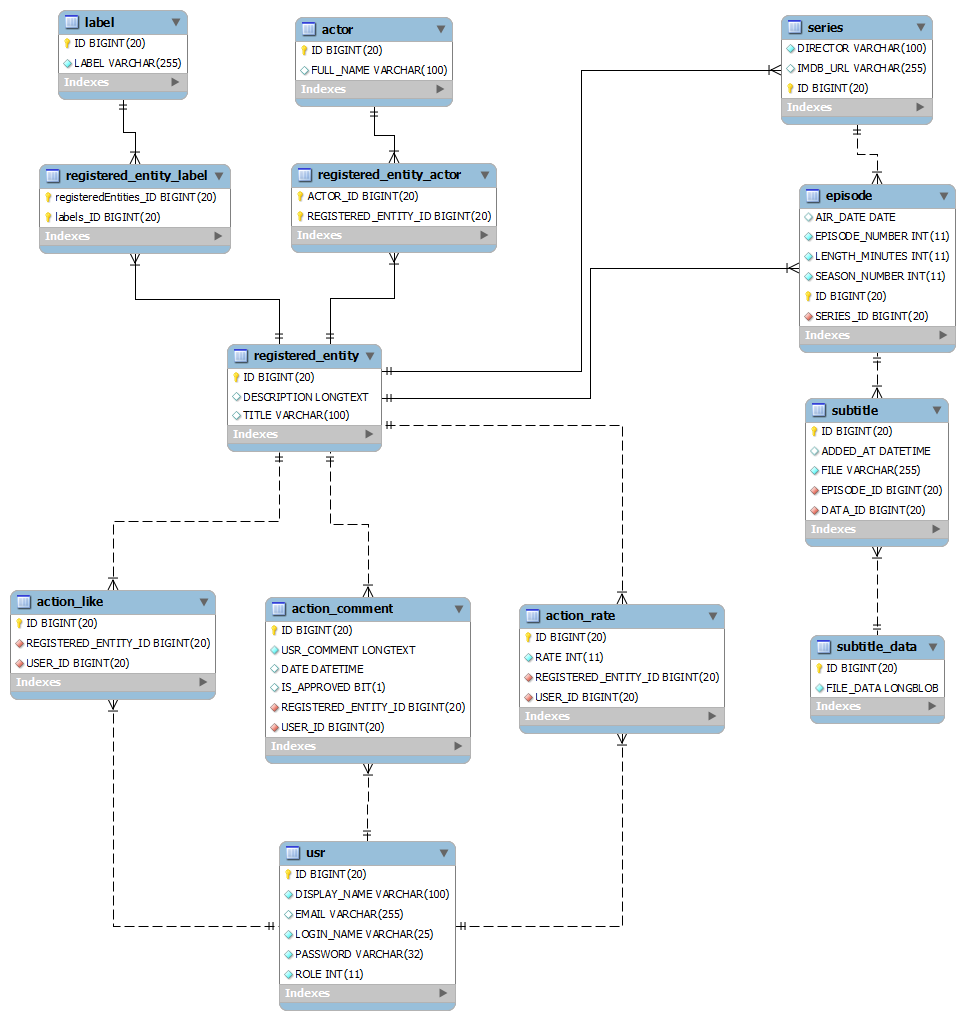 label
ID BIGINT(20)
LABEL VARCHAR(255)
Indexes
actor
ID BIGINT(20)
FULL_NAME VARCHAR(100)
Indexes
series
DIRECTOR VARCHAR(100)
IMDB_URL VARCHAR(255)
ID BIGINT(20)
Indexes
registered_entity_label
registeredEntities_ID BIGINT(20)
labels_ID BIGINT(20)
Indexes
registered_entity_actor
ACTOR_ID BIGINT(20)
REGISTERED_ENTITY_ID BIGINT(20)
Indexes
episode
AIR_DATE DATE
EPISODE_NUMBER INT(11)
LENGTH_MINUTES INT(11)
SEASON_NUMBER INT(11)
ID BIGINT(20)
SERIES_ID BIGINT(20)
Indexes
registered_entity
ID BIGINT(20)
DESCRIPTION LONGTEXT
TITLE VARCHAR(100)
Indexes
subtitle
ID BIGINT(20)
ADDED_AT DATETIME
FILE VARCHAR(255)
EPISODE_ID BIGINT(20)
DATA_ID BIGINT(20)
Indexes
action_like
ID BIGINT(20)
REGISTERED_ENTITY_ID BIGINT(20)
USER_ID BIGINT(20)
Indexes
action_comment
ID BIGINT(20)
USR_COMMENT LONGTEXT
DATE DATETIME
IS_APPROVED BIT(1)
REGISTERED_ENTITY_ID BIGINT(20)
USER_ID BIGINT(20)
Indexes
action_rate
ID BIGINT(20)
RATE INT(11)
REGISTERED_ENTITY_ID BIGINT(20)
USER_ID BIGINT(20)
Indexes
subtitle_data
ID BIGINT(20)
FILE_DATA LONGBLOB
Indexes
usr
ID BIGINT(20)
DISPLAY_NAME VARCHAR(100)
EMAIL VARCHAR(255)
LOGIN_NAME VARCHAR(25)
PASSWORD VARCHAR(32)
ROLE INT(11)
Indexes